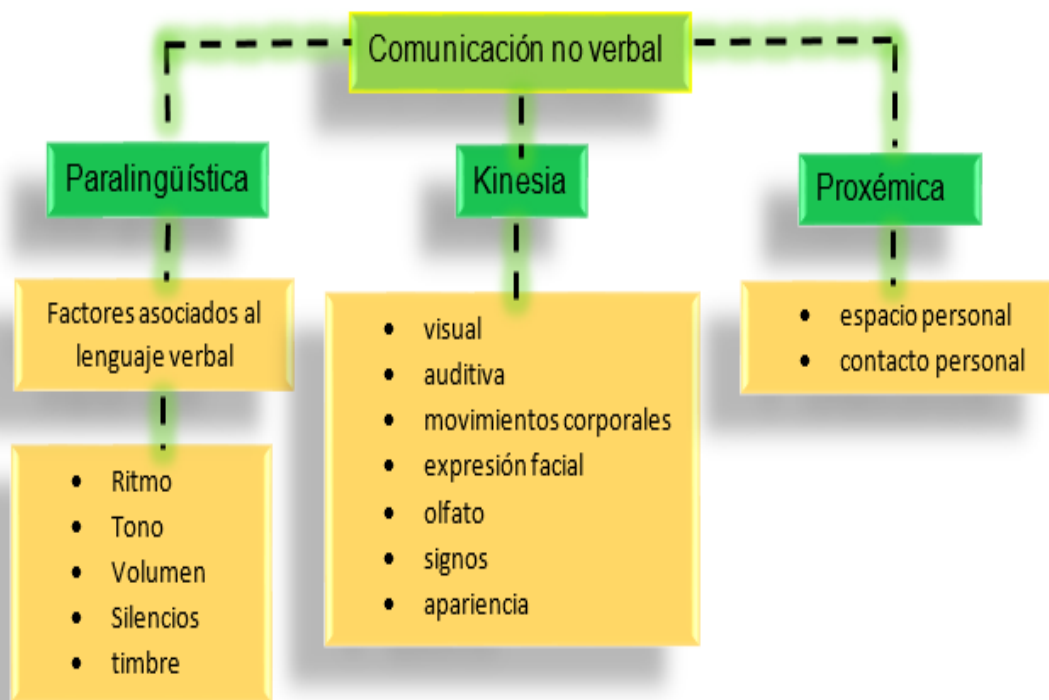 Comunicación no verbal
Paralingüística
Kinesia
Proxémica
Factores asociados al
lenguaje verbal
• Ritmo
• Tono
• Volumen
• Silencios
• timbre
• visual
• auditiva
• movimientos corporales
• expresión facial
• olfato
• signos
• apariencia
• espacio personal
• contacto personal